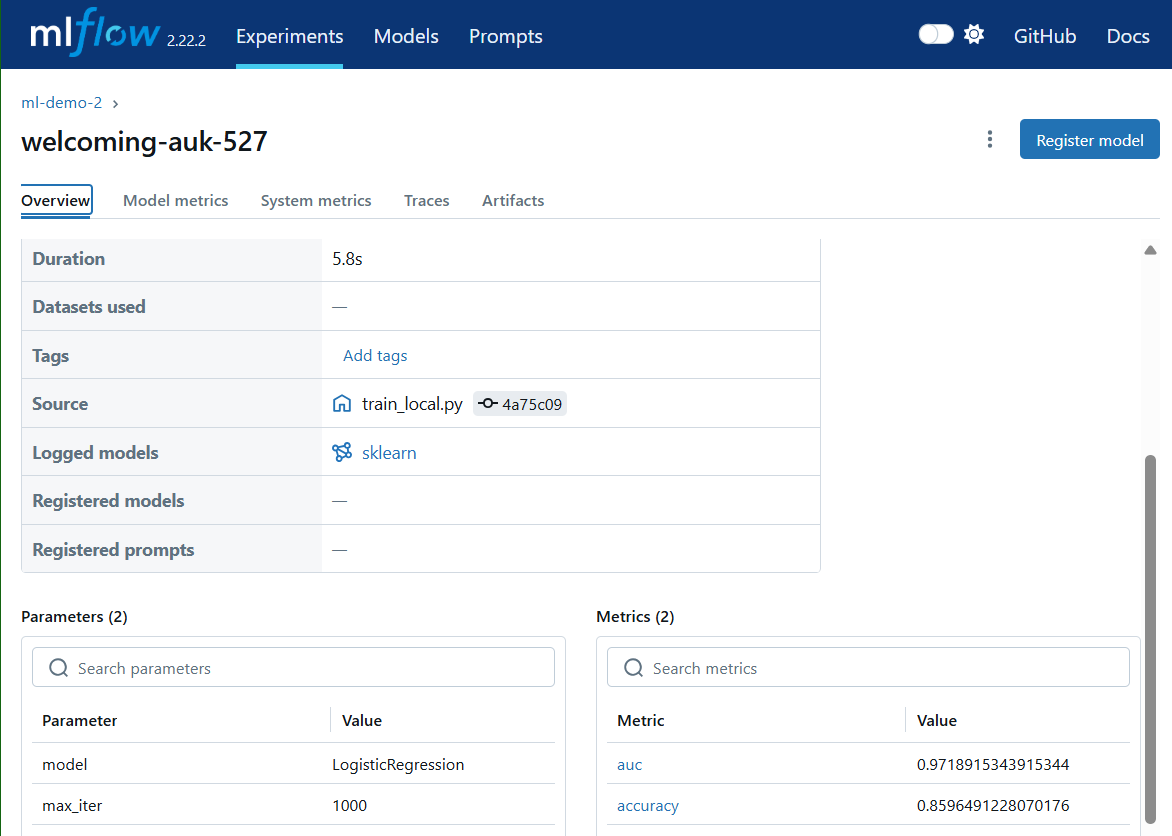 mlflow 2.22.2 Experiments Models Prompts GitHub Docs
ml-demo-2 ›
welcoming-auk-527
Register model
Overview Model metrics System metrics Traces Artifacts
Duration 5.8s
Datasets used —
Tags Add tags
Source train_local.py 4a75c09
Logged models sklearn
Registered models —
Registered prompts —
Parameters (2)
Search parameters
Parameter Value
model LogisticRegression
max_iter 1000
Metrics (2)
Search metrics
Metric Value
auc 0.9718915343915344
accuracy 0.8596491228070176